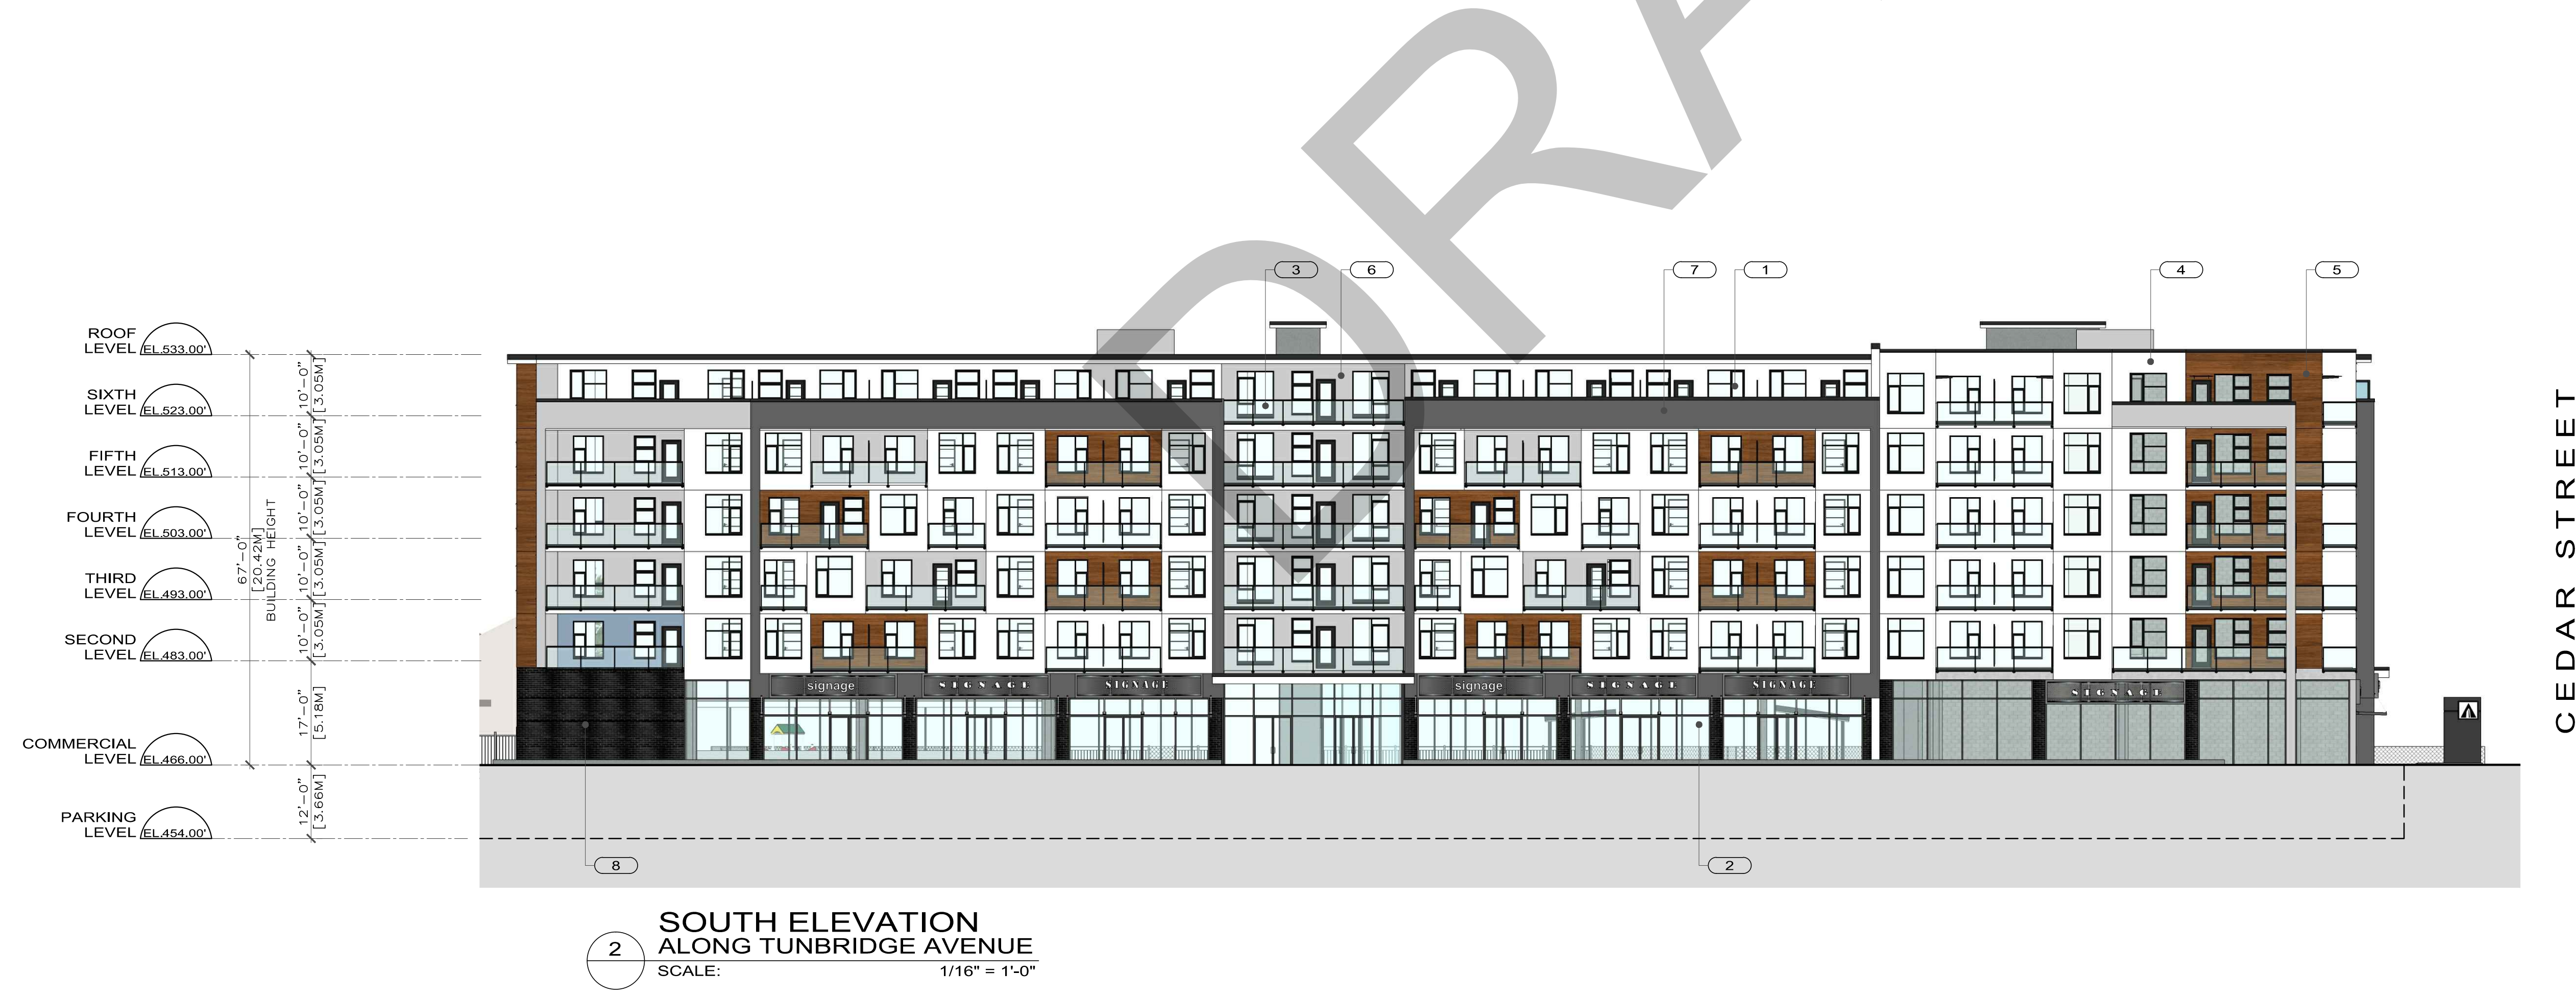 DRA
3
6
7
1
4
5
ROOF
LEVEL EL.533.00'
SIXTH
LEVEL EL.523.00'
FIFTH
LEVEL EL.513.00'
FOURTH
LEVEL EL.503.00'
THIRD
LEVEL EL.493.00'
SECOND
LEVEL EL.483.00'
COMMERCIAL
LEVEL EL.466.00'
PARKING
LEVEL EL.454.00'
67'-0"
[20.42M]
BUILDING HEIGHT
10'-0"
[3.05M]
10'-0"
[3.05M]
10'-0"
[3.05M]
10'-0"
[3.05M]
10'-0"
[3.05M]
17'-0"
[5.18M]
12'-0"
[3.66M]
signage
SIGNAGE
SIGNAGE
signage
SIGNAGE
SIGNAGE
SIGNAGE
CEDAR STREET
8
2
2
SOUTH ELEVATION
ALONG TUNBRIDGE AVENUE
SCALE: 1/16" = 1'-0"